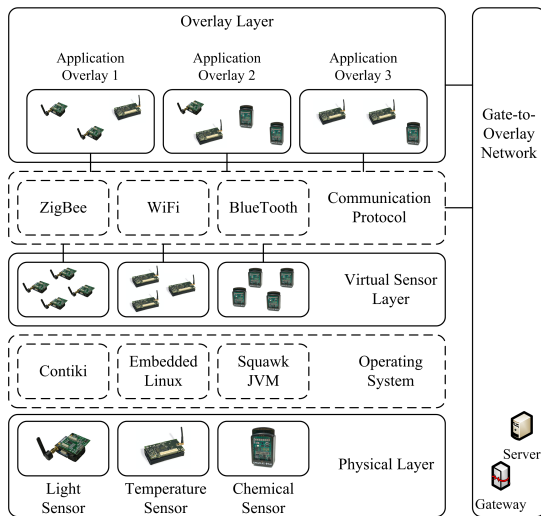 Overlay Layer
Application
Overlay 1
Application
Overlay 2
Application
Overlay 3
Gate-to-
Overlay
Network
ZigBee
WiFi
BlueTooth
Communication
Protocol
Virtual Sensor
Layer
Contiki
Embedded
Linux
Squawk
JVM
Operating
System
Physical Layer
Light
Sensor
Temperature
Sensor
Chemical
Sensor
Server
Gateway